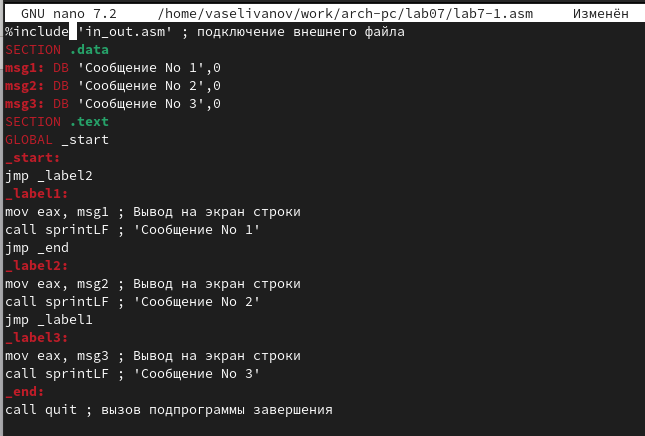 GNU nano 7.2 /home/vaselivanov/work/arch-pc/lab07/lab7-1.asm Изменён
%include 'in_out.asm' ; подключение внешнего файла
SECTION .data
msg1: DB 'Сообщение No 1',0
msg2: DB 'Сообщение No 2',0
msg3: DB 'Сообщение No 3',0
SECTION .text
GLOBAL _start
_start:
jmp _label2
_label1:
mov eax, msg1 ; Вывод на экран строки
call sprintLF ; 'Сообщение No 1'
jmp _end
_label2:
mov eax, msg2 ; Вывод на экран строки
call sprintLF ; 'Сообщение No 2'
jmp _label1
_label3:
mov eax, msg3 ; Вывод на экран строки
call sprintLF ; 'Сообщение No 3'
_end:
call quit ; вызов подпрограммы завершения